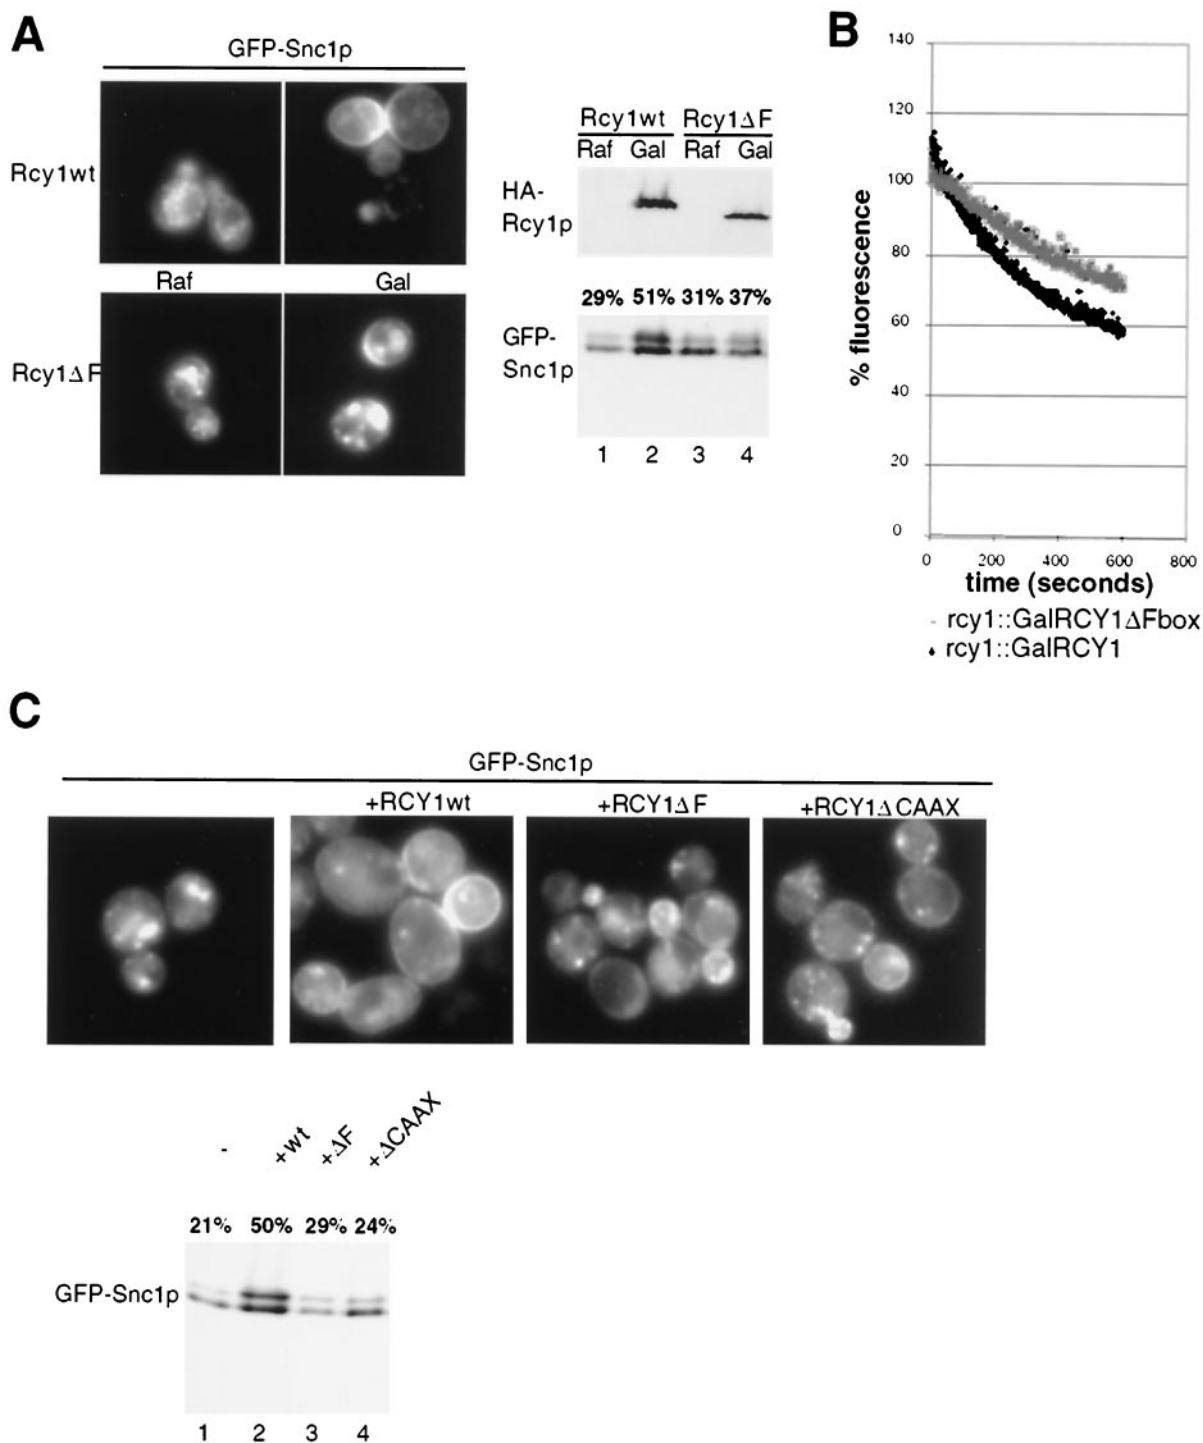 A
GFP-Snc1p
Rcy1wt
Raf
Gal
Rcy1ΔF
Rcy1wt Rcy1ΔF
Raf Gal Raf Gal
HA-
Rcy1p
29% 51% 31% 37%
GFP-
Snc1p
1 2 3 4
B
140
120
100
80
60
40
20
0
% fluorescence
0 200 400 600 800
time (seconds)
rcy1::GalRCY1ΔFbox
rcy1::GalRCY1
C
GFP-Snc1p
+RCY1wt
+RCY1ΔF
+RCY1ΔCAAX
- +wt +ΔF +ΔCAAX
21% 50% 29% 24%
GFP-Snc1p
1 2 3 4